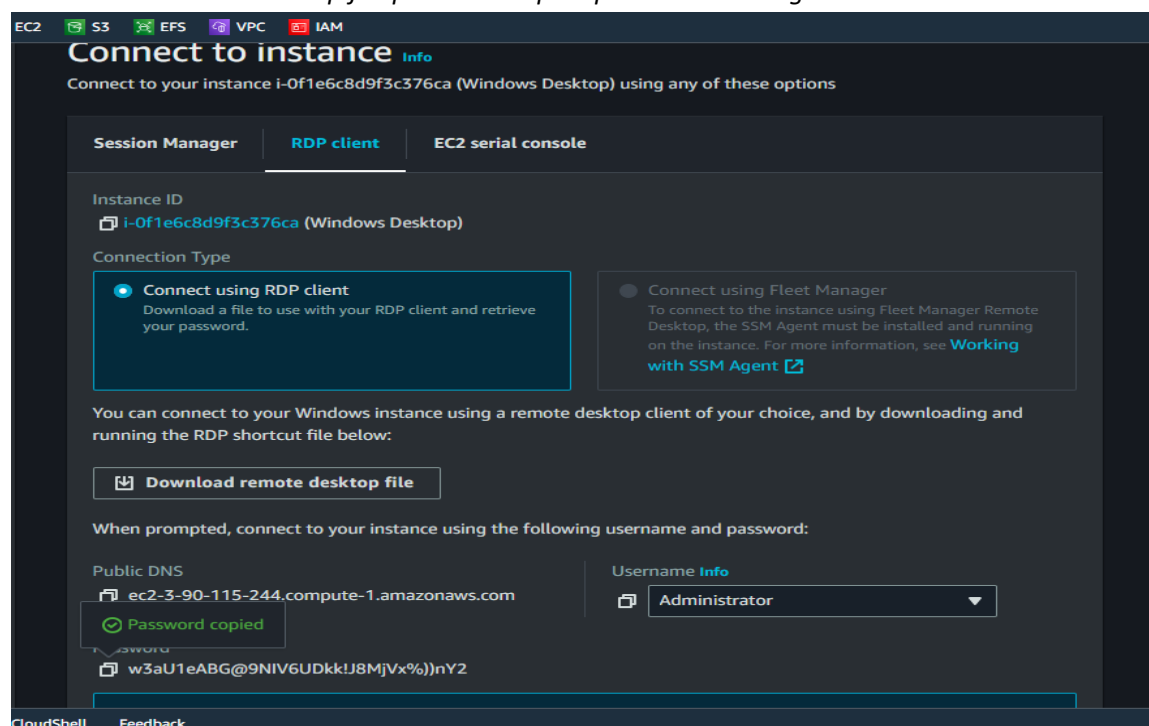 EC2 S3 EFS VPC IAM
Connect to instance Info
Connect to your instance i-0f1e6c8d9f3c376ca (Windows Desktop) using any of these options
Session Manager RDP client EC2 serial console
Instance ID
i-0f1e6c8d9f3c376ca (Windows Desktop)
Connection Type
Connect using RDP client
Download a file to use with your RDP client and retrieve
your password.
Connect using Fleet Manager
To connect to the instance using Fleet Manager Remote
Desktop, the SSM Agent must be installed and running
on the instance. For more information, see Working
with SSM Agent
You can connect to your Windows instance using a remote desktop client of your choice, and by downloading and
running the RDP shortcut file below:
Download remote desktop file
When prompted, connect to your instance using the following username and password:
Public DNS
ec2-3-90-115-244.compute-1.amazonaws.com
Username Info
Administrator
Password copied
Password
w3aU1eABG@9NIV6UDkk!J8MjVx%))nY2
CloudShell Feedback